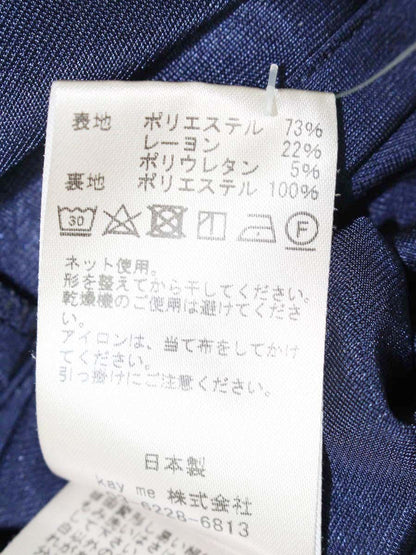 表地 ポリエステル 73%
レーヨン 22%
ポリウレタン 5%
裏地 ポリエステル 100%
30 F
ネット使用。
形を整えてから干してください。
乾燥機のご使用は避けてください。
アイロンは、当て布をしてかけ
てください。
引っ掛けにご注意ください。
日本製
kay me 株式会社
6228-6813